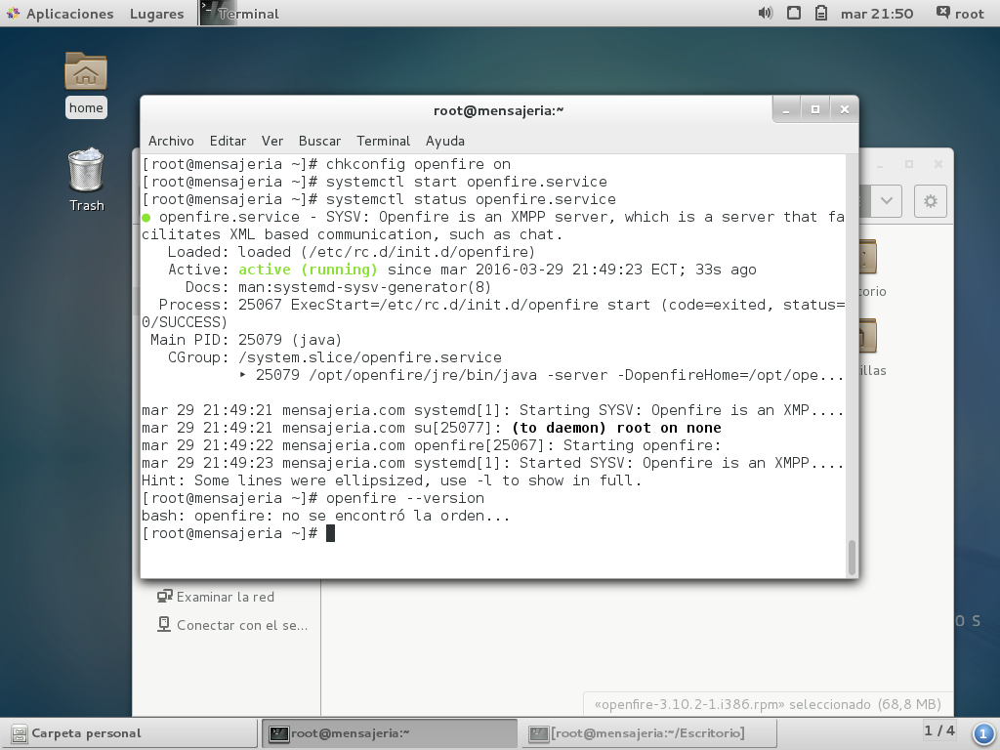 Aplicaciones Lugares Terminal mar 21:50 root
home
Trash
root@mensajeria:~
Archivo Editar Ver Buscar Terminal Ayuda
[root@mensajeria ~]# chkconfig openfire on
[root@mensajeria ~]# systemctl start openfire.service
[root@mensajeria ~]# systemctl status openfire.service
● openfire.service - SYSV: Openfire is an XMPP server, which is a server that fa
cilitates XML based communication, such as chat.
   Loaded: loaded (/etc/rc.d/init.d/openfire)
   Active: active (running) since mar 2016-03-29 21:49:23 ECT; 33s ago
     Docs: man:systemd-sysv-generator(8)
  Process: 25067 ExecStart=/etc/rc.d/init.d/openfire start (code=exited, status=
0/SUCCESS)
 Main PID: 25079 (java)
   CGroup: /system.slice/openfire.service
           ‣ 25079 /opt/openfire/jre/bin/java -server -DopenfireHome=/opt/ope...
mar 29 21:49:21 mensajeria.com systemd[1]: Starting SYSV: Openfire is an XMP....
mar 29 21:49:21 mensajeria.com su[25077]: (to daemon) root on none
mar 29 21:49:22 mensajeria.com openfire[25067]: Starting openfire:
mar 29 21:49:23 mensajeria.com systemd[1]: Started SYSV: Openfire is an XMPP....
Hint: Some lines were ellipsized, use -l to show in full.
[root@mensajeria ~]# openfire --version
bash: openfire: no se encontró la orden...
[root@mensajeria ~]#
torio
illas
Examinar la red
Conectar con el se...
O S
«openfire-3.10.2-1.i386.rpm» seleccionado (68,8 MB)
Carpeta personal root@mensajeria:~ [root@mensajeria:~/Escritorio] 1 / 4 1